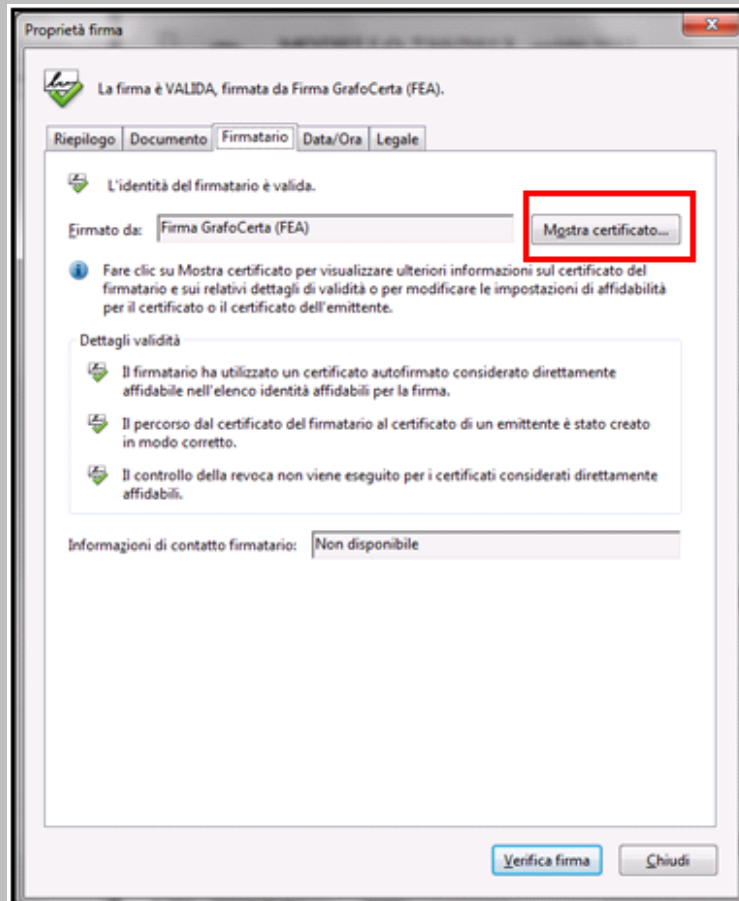 Proprietà firma
La firma è VALIDA, firmata da Firma GrafoCerta (FEA).
Riepilogo Documento Firmatario Data/Ora Legale
L'identità del firmatario è valida.
Firmato da: Firma GrafoCerta (FEA) Mostra certificato...
Fare clic su Mostra certificato per visualizzare ulteriori informazioni sul certificato del
firmatario e sui relativi dettagli di validità o per modificare le impostazioni di affidabilità
per il certificato o il certificato dell'emittente.
Dettagli validità
Il firmatario ha utilizzato un certificato autofirmato considerato direttamente
affidabile nell'elenco identità affidabili per la firma.
Il percorso dal certificato del firmatario al certificato di un emittente è stato creato
in modo corretto.
Il controllo della revoca non viene eseguito per i certificati considerati direttamente
affidabili.
Informazioni di contatto firmatario: Non disponibile
Verifica firma Chiudi